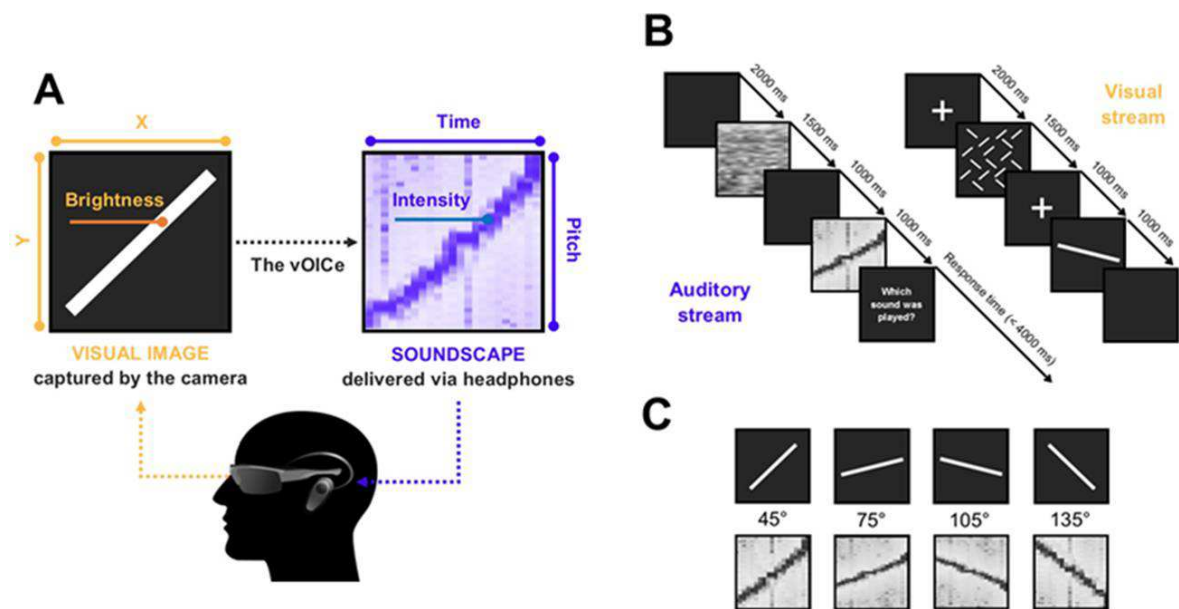 A
X
Y
Brightness
The vOICe
Time
Pitch
Intensity
VISUAL IMAGE
captured by the camera
SOUNDSCAPE
delivered via headphones
B
2000 ms
1500 ms
1000 ms
1000 ms
Response time (< 4000 ms)
Which
sound was
played?
Auditory
stream
2000 ms
1500 ms
1000 ms
1000 ms
Visual
stream
C
45°
75°
105°
135°